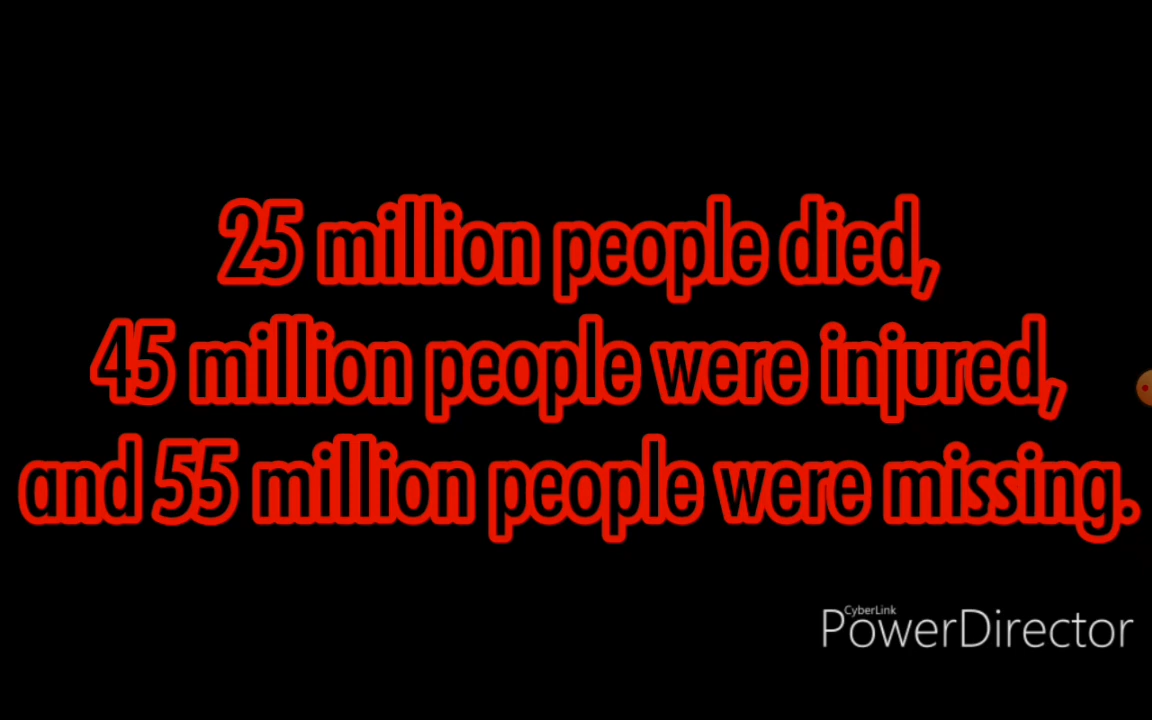 25 million people died,
45 million people were injured,
and 55 million people were missing.
CyberLink
PowerDirector